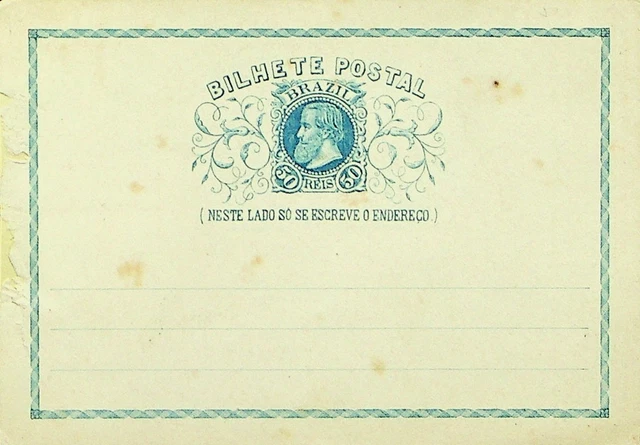 BILHETE POSTAL
BRAZIL
50 REIS 50
( NESTE LADO SÓ SE ESCREVE O ENDEREÇO.)